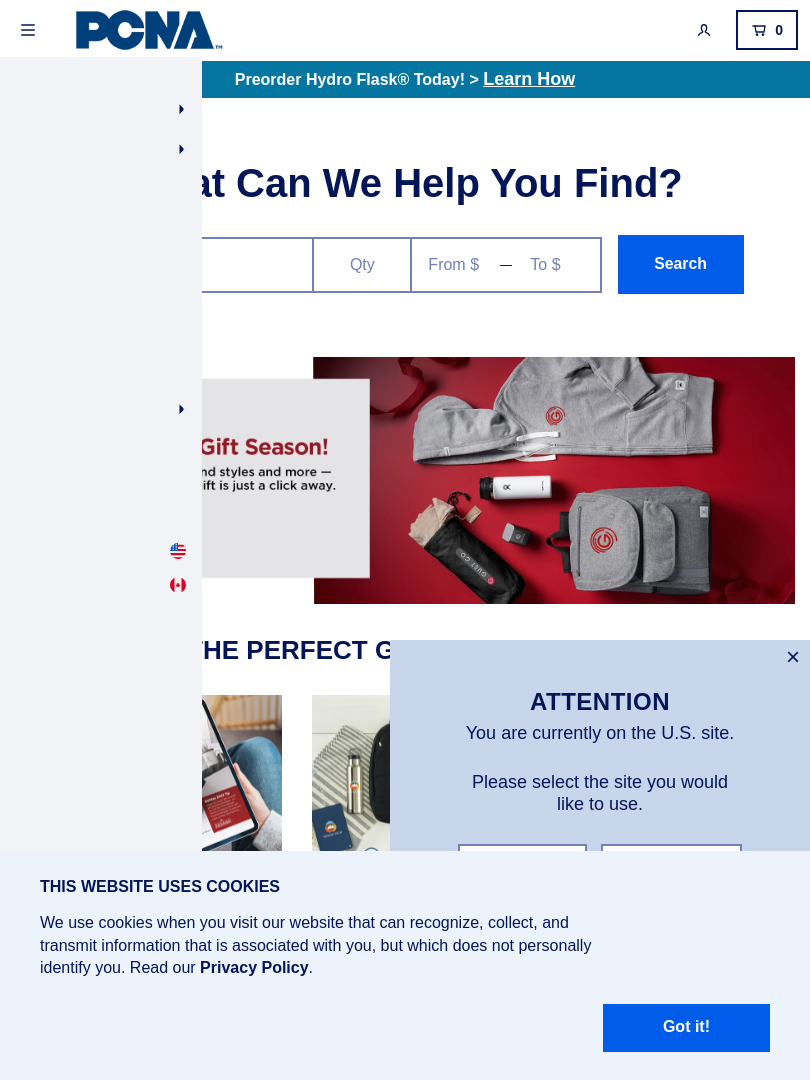 PCNA™
0
Preorder Hydro Flask® Today! > Learn How
at Can We Help You Find?
Qty
From $ — To $
Search
Gift Season!
nd styles and more —
ift is just a click away.
GUST CO
THE PERFECT G
ATTENTION
You are currently on the U.S. site.
Please select the site you would
like to use.
THIS WEBSITE USES COOKIES
We use cookies when you visit our website that can recognize, collect, and
transmit information that is associated with you, but which does not personally
identify you. Read our Privacy Policy.
Got it!